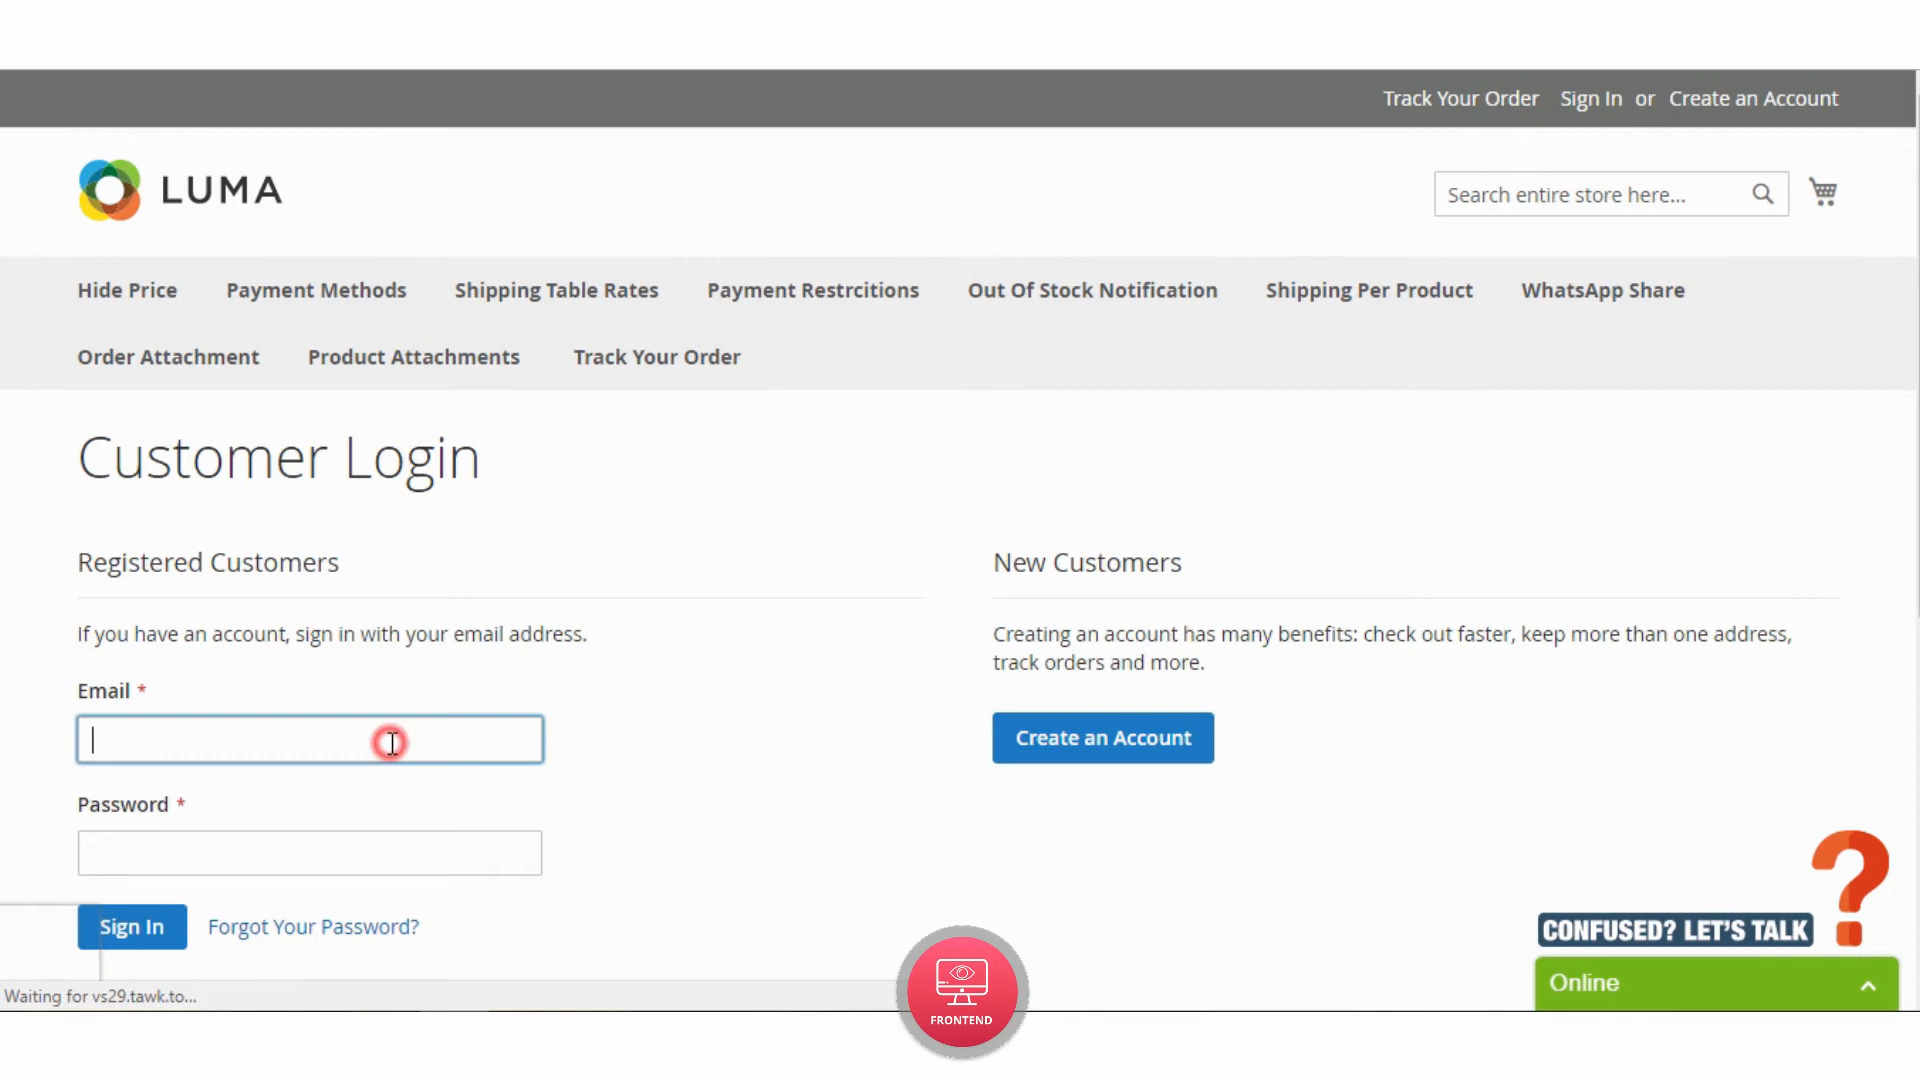 Track Your Order Sign In or Create an Account
LUMA
Search entire store here...
Hide Price Payment Methods Shipping Table Rates Payment Restrcitions Out Of Stock Notification Shipping Per Product WhatsApp Share
Order Attachment Product Attachments Track Your Order
Customer Login
Registered Customers
If you have an account, sign in with your email address.
Email *
Password *
Sign In Forgot Your Password?
New Customers
Creating an account has many benefits: check out faster, keep more than one address,
track orders and more.
Create an Account
CONFUSED? LET'S TALK
Online
Waiting for vs29.tawk.to...
FRONTEND